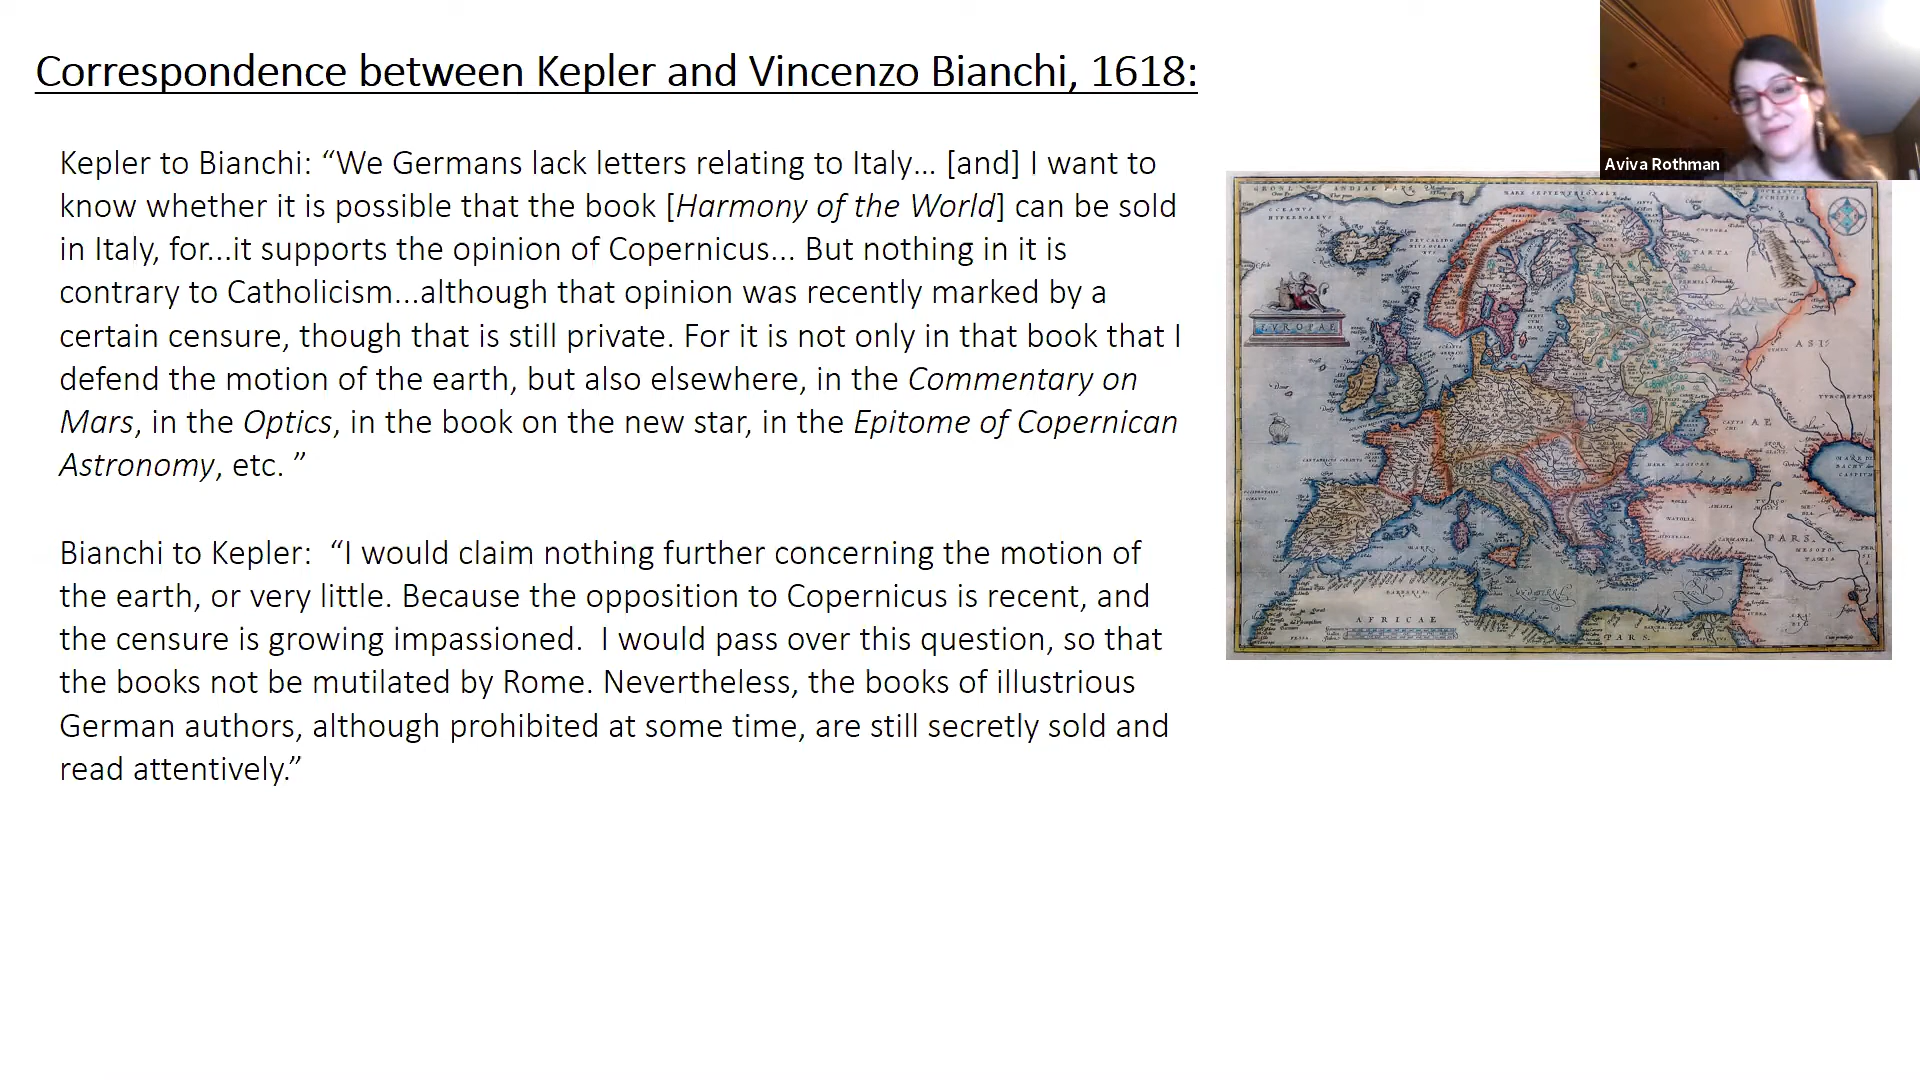 Correspondence between Kepler and Vincenzo Bianchi, 1618:
Aviva Rothman
Kepler to Bianchi: “We Germans lack letters relating to Italy… [and] I want to
know whether it is possible that the book [Harmony of the World] can be sold
in Italy, for…it supports the opinion of Copernicus… But nothing in it is
contrary to Catholicism…although that opinion was recently marked by a
certain censure, though that is still private. For it is not only in that book that I
defend the motion of the earth, but also elsewhere, in the Commentary on
Mars, in the Optics, in the book on the new star, in the Epitome of Copernican
Astronomy, etc. ”
Bianchi to Kepler:  “I would claim nothing further concerning the motion of
the earth, or very little. Because the opposition to Copernicus is recent, and
the censure is growing impassioned.  I would pass over this question, so that
the books not be mutilated by Rome. Nevertheless, the books of illustrious
German authors, although prohibited at some time, are still secretly sold and
read attentively.”
EVROPAE
ASIS
AE
PARS.
AFRICAE
PARS.